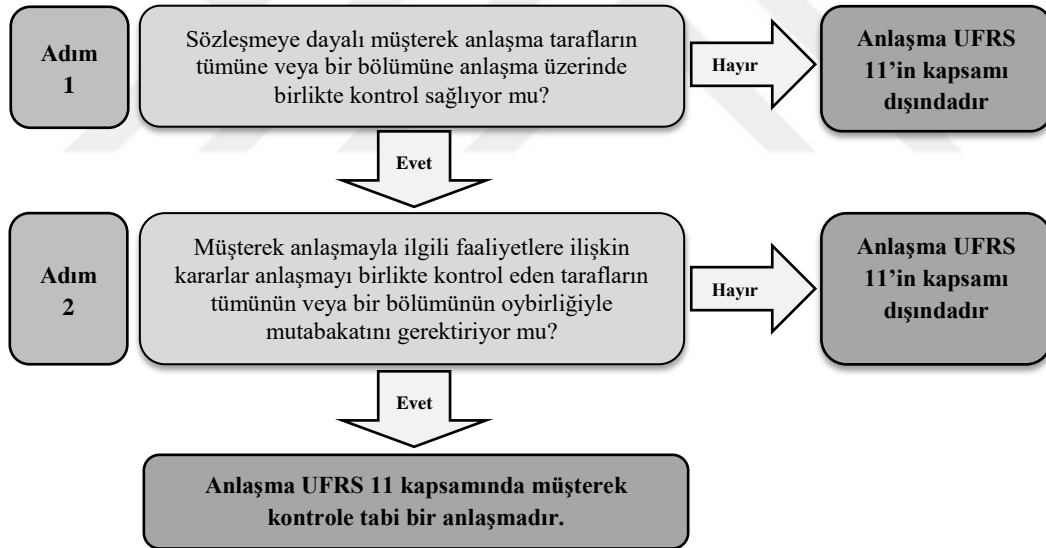 Adım
1
Sözleşmeye dayalı müşterek anlaşma tarafların
tümüne veya bir bölümüne anlaşma üzerinde
birlikte kontrol sağlıyor mu?
Hayır
Anlaşma UFRS
11’in kapsamı
dışındadır
Evet
Adım
2
Müşterek anlaşmayla ilgili faaliyetlere ilişkin
kararlar anlaşmayı birlikte kontrol eden tarafların
tümünün veya bir bölümünün oybirliğiyle
mutabakatını gerektiriyor mu?
Hayır
Anlaşma UFRS
11’in kapsamı
dışındadır
Evet
Anlaşma UFRS 11 kapsamında müşterek
kontrole tabi bir anlaşmadır.